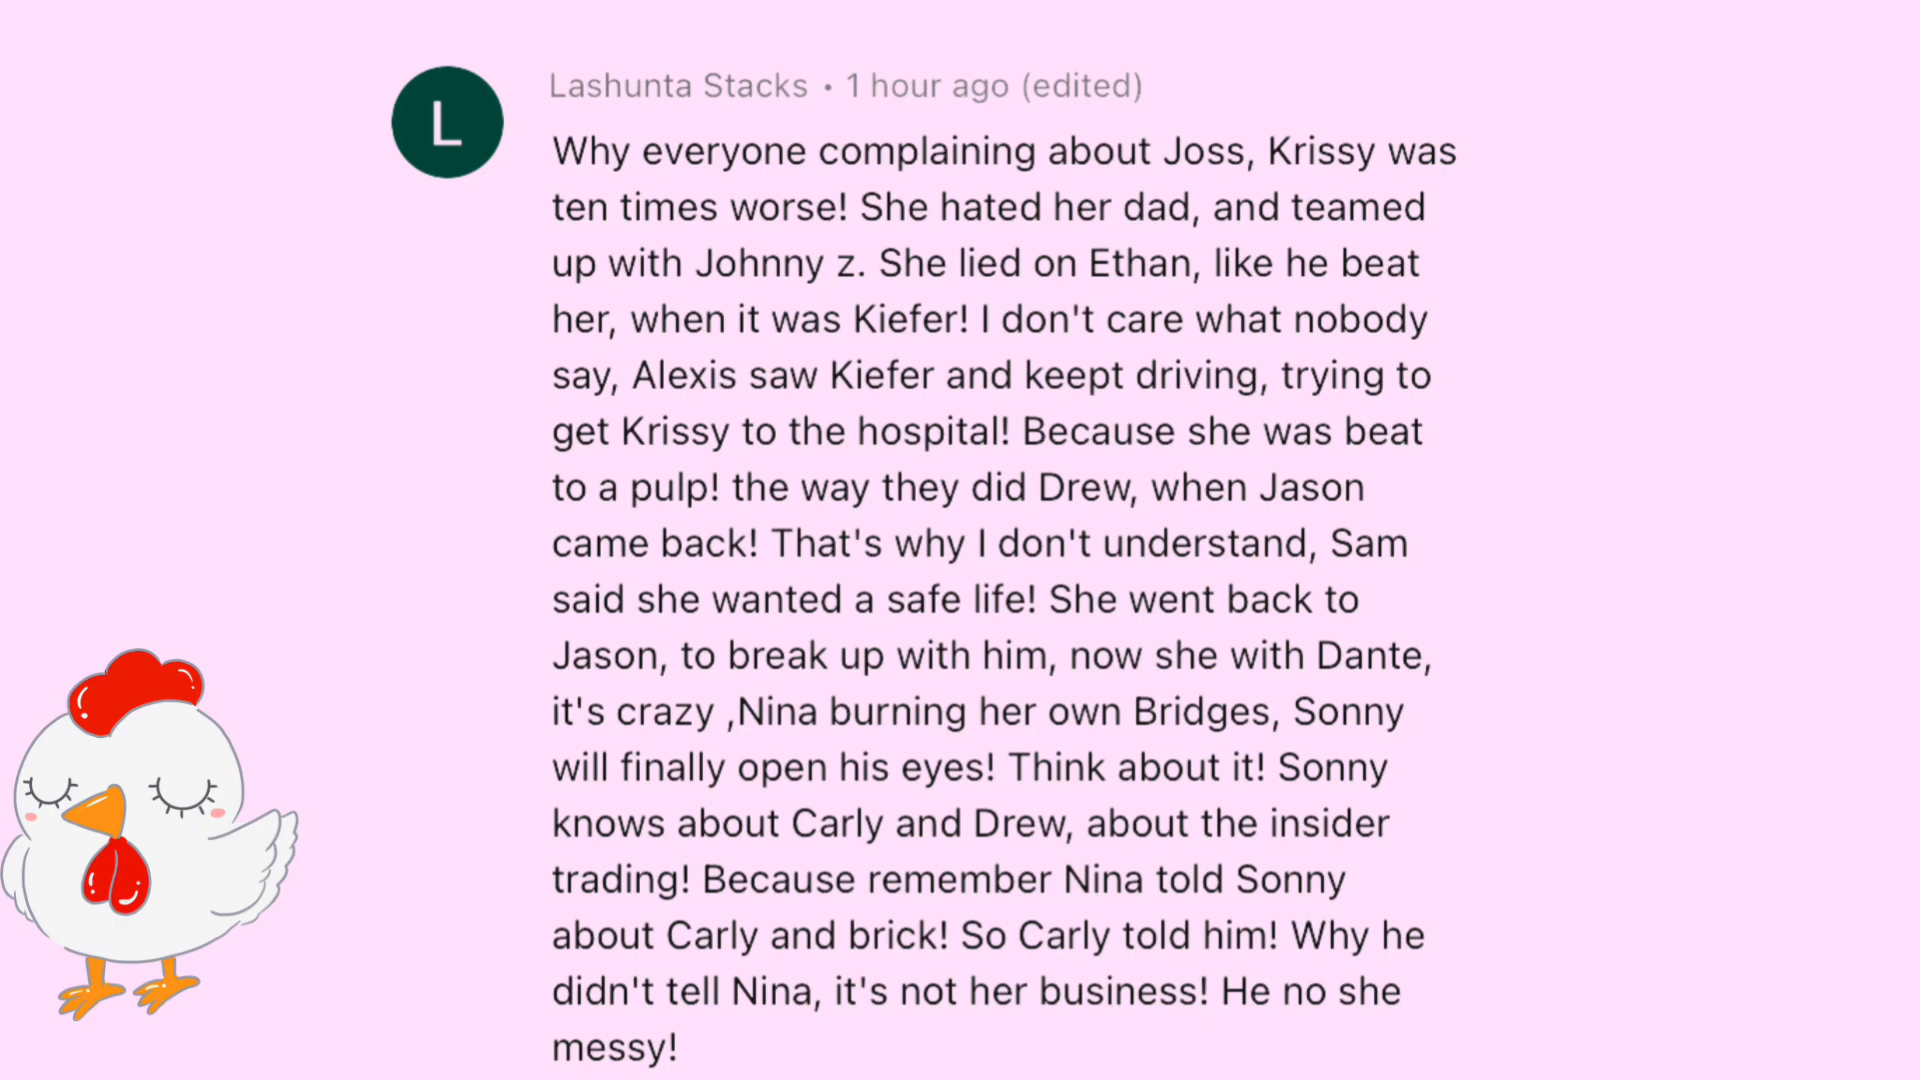 L
Lashunta Stacks • 1 hour ago (edited)
Why everyone complaining about Joss, Krissy was
ten times worse! She hated her dad, and teamed
up with Johnny z. She lied on Ethan, like he beat
her, when it was Kiefer! I don't care what nobody
say, Alexis saw Kiefer and keept driving, trying to
get Krissy to the hospital! Because she was beat
to a pulp! the way they did Drew, when Jason
came back! That's why I don't understand, Sam
said she wanted a safe life! She went back to
Jason, to break up with him, now she with Dante,
it's crazy ,Nina burning her own Bridges, Sonny
will finally open his eyes! Think about it! Sonny
knows about Carly and Drew, about the insider
trading! Because remember Nina told Sonny
about Carly and brick! So Carly told him! Why he
didn't tell Nina, it's not her business! He no she
messy!